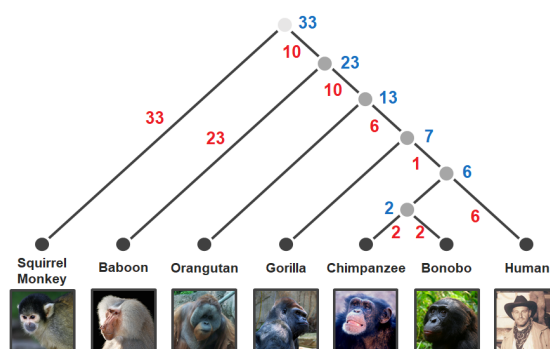 33
10
23
10
13
33
23
6
7
1
6
2
6
2
2
Squirrel
Monkey
Baboon
Orangutan
Gorilla
Chimpanzee
Bonobo
Human